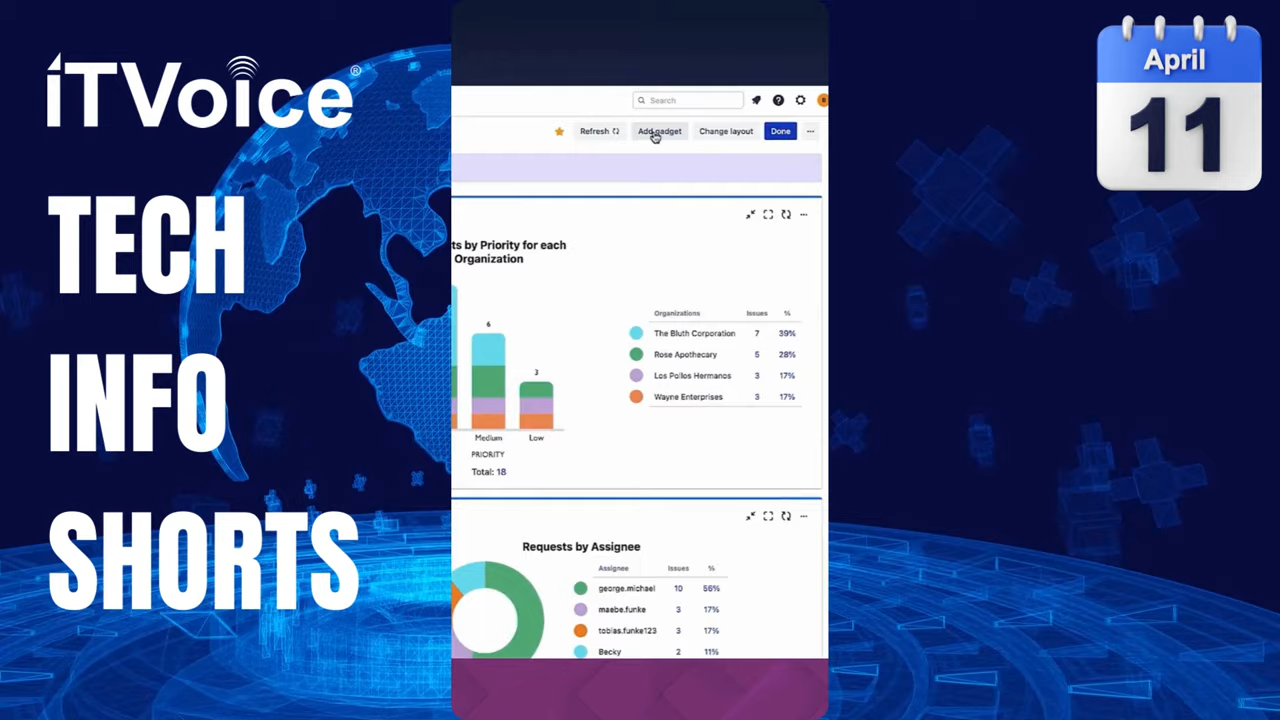 iTVoice®
TECH
INFO
SHORTS
April
11
Search
Refresh
Add gadget
Change layout
Done
ts by Priority for each
Organization
6
3
Medium
Low
PRIORITY
Total: 18
Organizations Issues %
The Bluth Corporation 7 39%
Rose Apothecary 5 28%
Los Pollos Hermanos 3 17%
Wayne Enterprises 3 17%
Requests by Assignee
Assignee Issues %
george.michael 10 56%
maebe.funke 3 17%
tobias.funke123 3 17%
Becky 2 11%